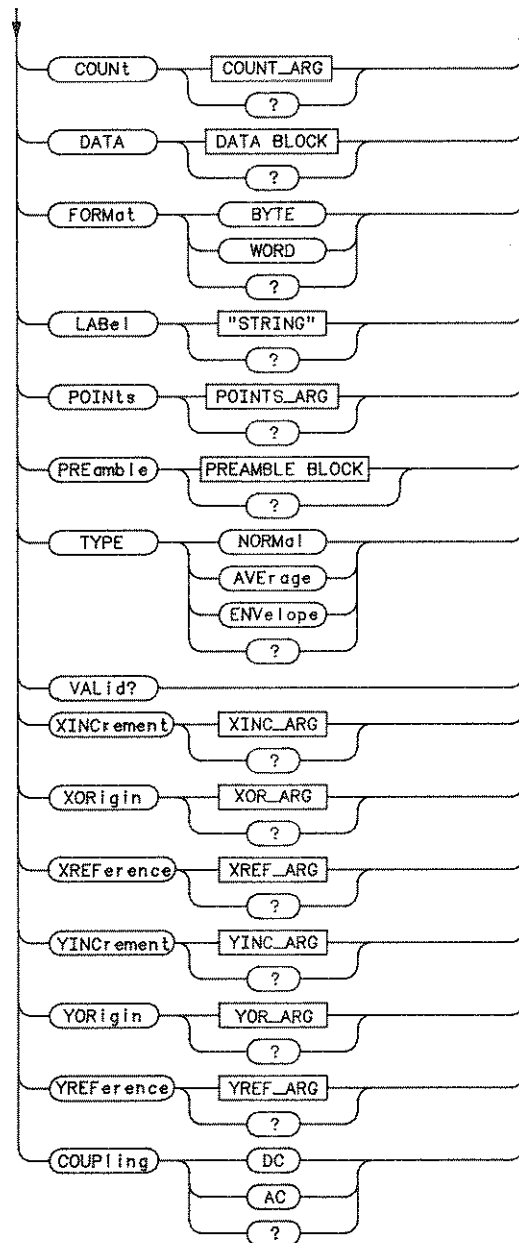 COUNt COUNT_ARG
?
DATA DATA BLOCK
?
FORMat BYTE
WORD
?
LABel "STRING"
?
POINts POINTS_ARG
?
PREamble PREAMBLE BLOCK
?
TYPE NORMal
AVErage
ENVelope
?
VALid?
XINCrement XINC_ARG
?
XORigin XOR_ARG
?
XREFerence XREF_ARG
?
YINCrement YINC_ARG
?
YORigin YOR_ARG
?
YREFerence YREF_ARG
?
COUPling DC
AC
?